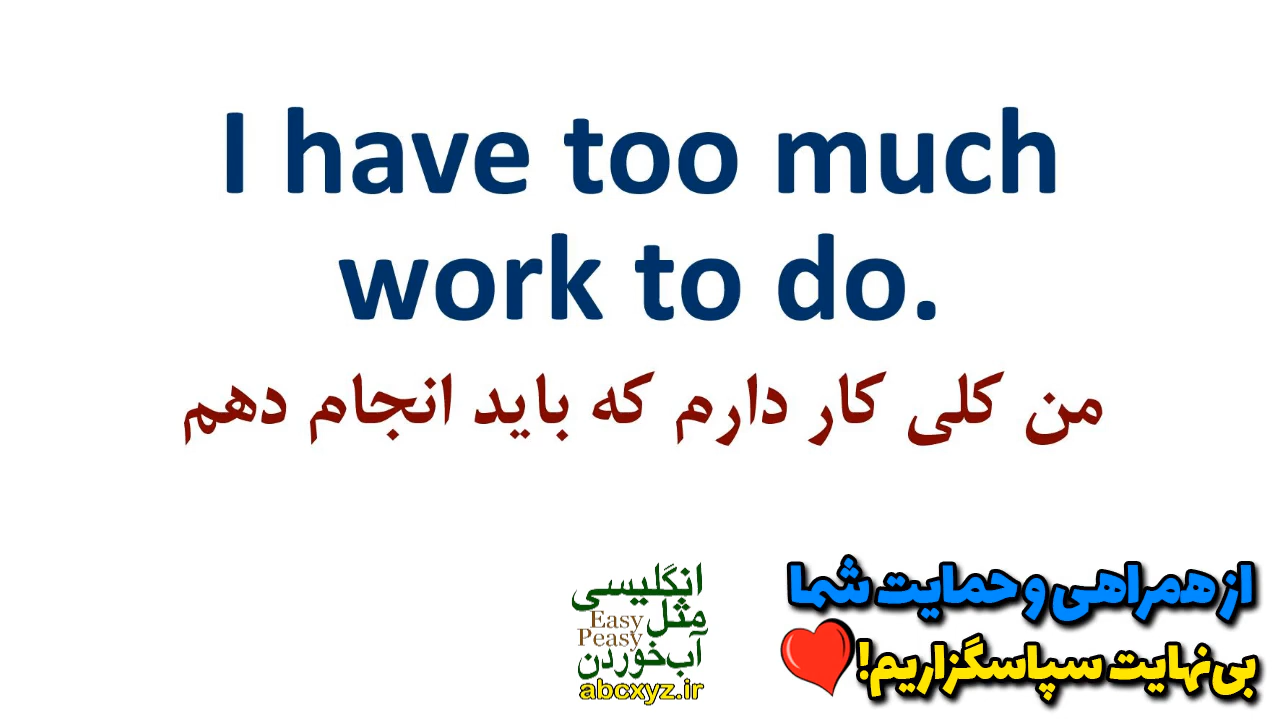 I have too much
work to do.
من کلی کار دارم که باید انجام دهم
از همراهی و حمایت شما
بی‌نهایت سپاسگزاریم!
انگلیسی
مثل
Easy
Peasy
آب‌خوردن
abcxyz.ir